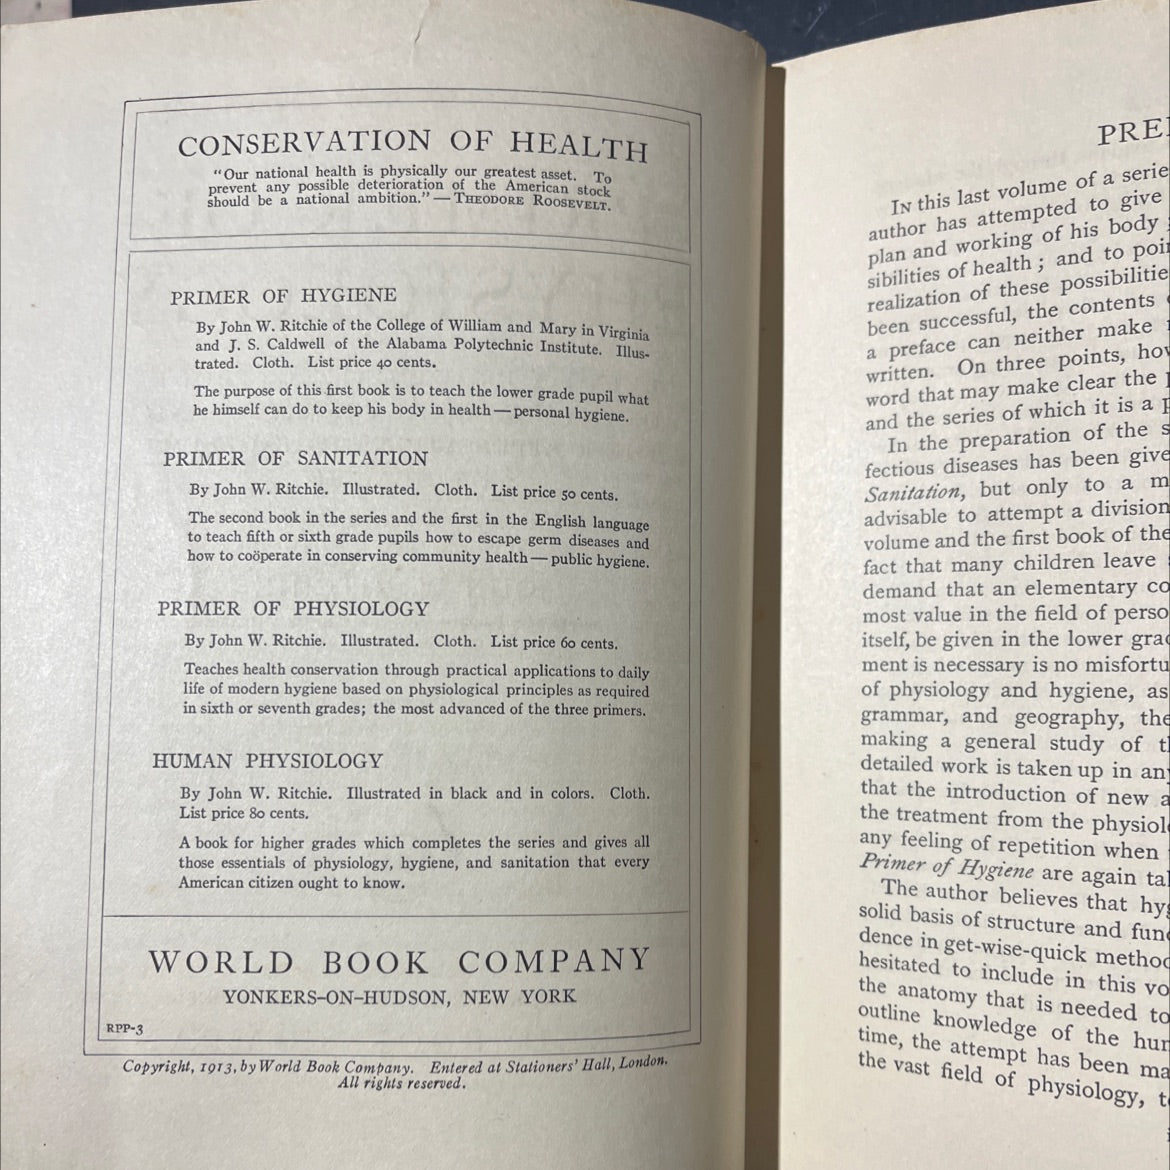 CONSERVATION OF HEALTH
“Our national health is physically our greatest asset. To
prevent any possible deterioration of the American stock
should be a national ambition.” — THEODORE ROOSEVELT.
PRIMER OF HYGIENE
By John W. Ritchie of the College of William and Mary in Virginia
and J. S. Caldwell of the Alabama Polytechnic Institute. Illus-
trated. Cloth. List price 40 cents.
The purpose of this first book is to teach the lower grade pupil what
he himself can do to keep his body in health — personal hygiene.
PRIMER OF SANITATION
By John W. Ritchie. Illustrated. Cloth. List price 50 cents.
The second book in the series and the first in the English language
to teach fifth or sixth grade pupils how to escape germ diseases and
how to coöperate in conserving community health — public hygiene.
PRIMER OF PHYSIOLOGY
By John W. Ritchie. Illustrated. Cloth. List price 60 cents.
Teaches health conservation through practical applications to daily
life of modern hygiene based on physiological principles as required
in sixth or seventh grades; the most advanced of the three primers.
HUMAN PHYSIOLOGY
By John W. Ritchie. Illustrated in black and in colors. Cloth.
List price 80 cents.
A book for higher grades which completes the series and gives all
those essentials of physiology, hygiene, and sanitation that every
American citizen ought to know.
WORLD BOOK COMPANY
YONKERS-ON-HUDSON, NEW YORK
RPP-3
Copyright, 1913, by World Book Company. Entered at Stationers' Hall, London.
All rights reserved.
PRE
IN this last volume of a serie
author has attempted to give
plan and working of his body
sibilities of health; and to poi
realization of these possibilitie
been successful, the contents
a preface can neither make
written. On three points, how
word that may make clear the
and the series of which it is a
In the preparation of the s
fectious diseases has been give
Sanitation, but only to a m
advisable to attempt a division
volume and the first book of the
fact that many children leave
demand that an elementary co
most value in the field of perso
itself, be given in the lower grad
ment is necessary is no misfortu
of physiology and hygiene, as
grammar, and geography, the
making a general study of t
detailed work is taken up in any
that the introduction of new a
the treatment from the physiol
any feeling of repetition when
Primer of Hygiene are again ta
The author believes that hyg
solid basis of structure and fun
dence in get-wise-quick method
hesitated to include in this vo
the anatomy that is needed to
outline knowledge of the hu
time, the attempt has been ma
the vast field of physiology, t